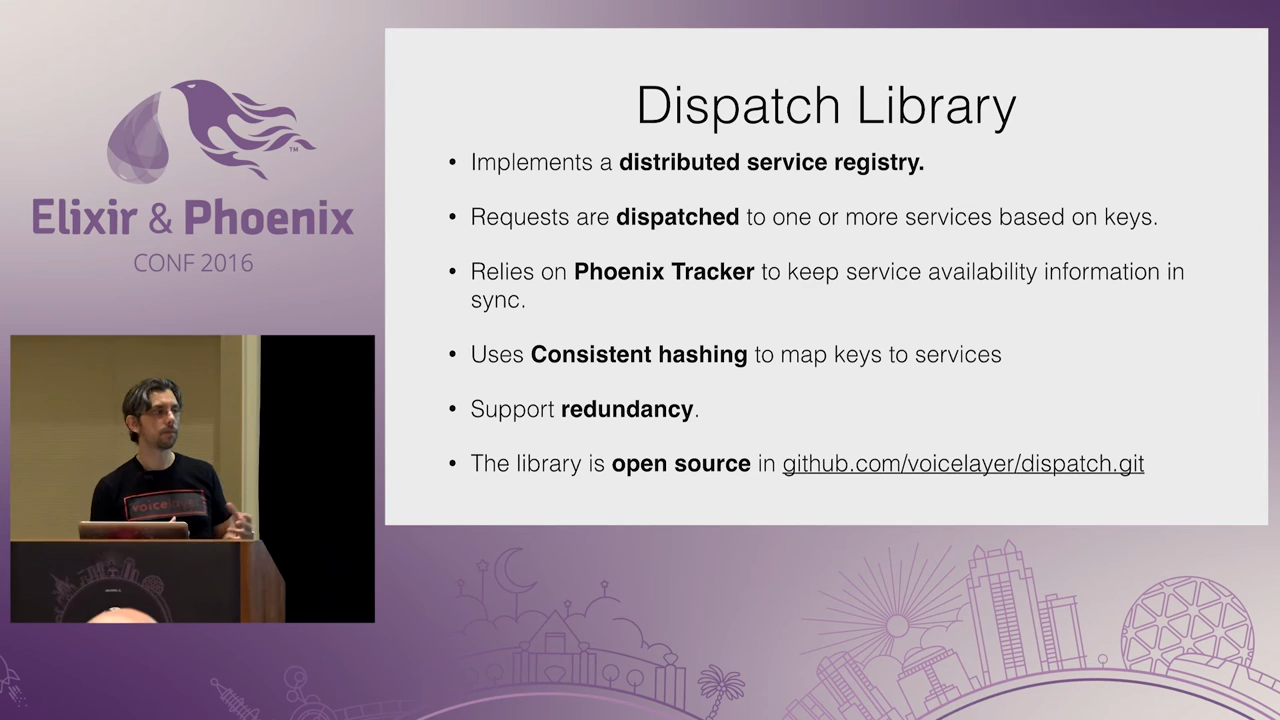 Elixir & Phoenix
TM
CONF 2016
Dispatch Library
• Implements a distributed service registry.
• Requests are dispatched to one or more services based on keys.
• Relies on Phoenix Tracker to keep service availability information in
sync.
• Uses Consistent hashing to map keys to services
• Support redundancy.
• The library is open source in github.com/voicelayer/dispatch.git
voicelayer